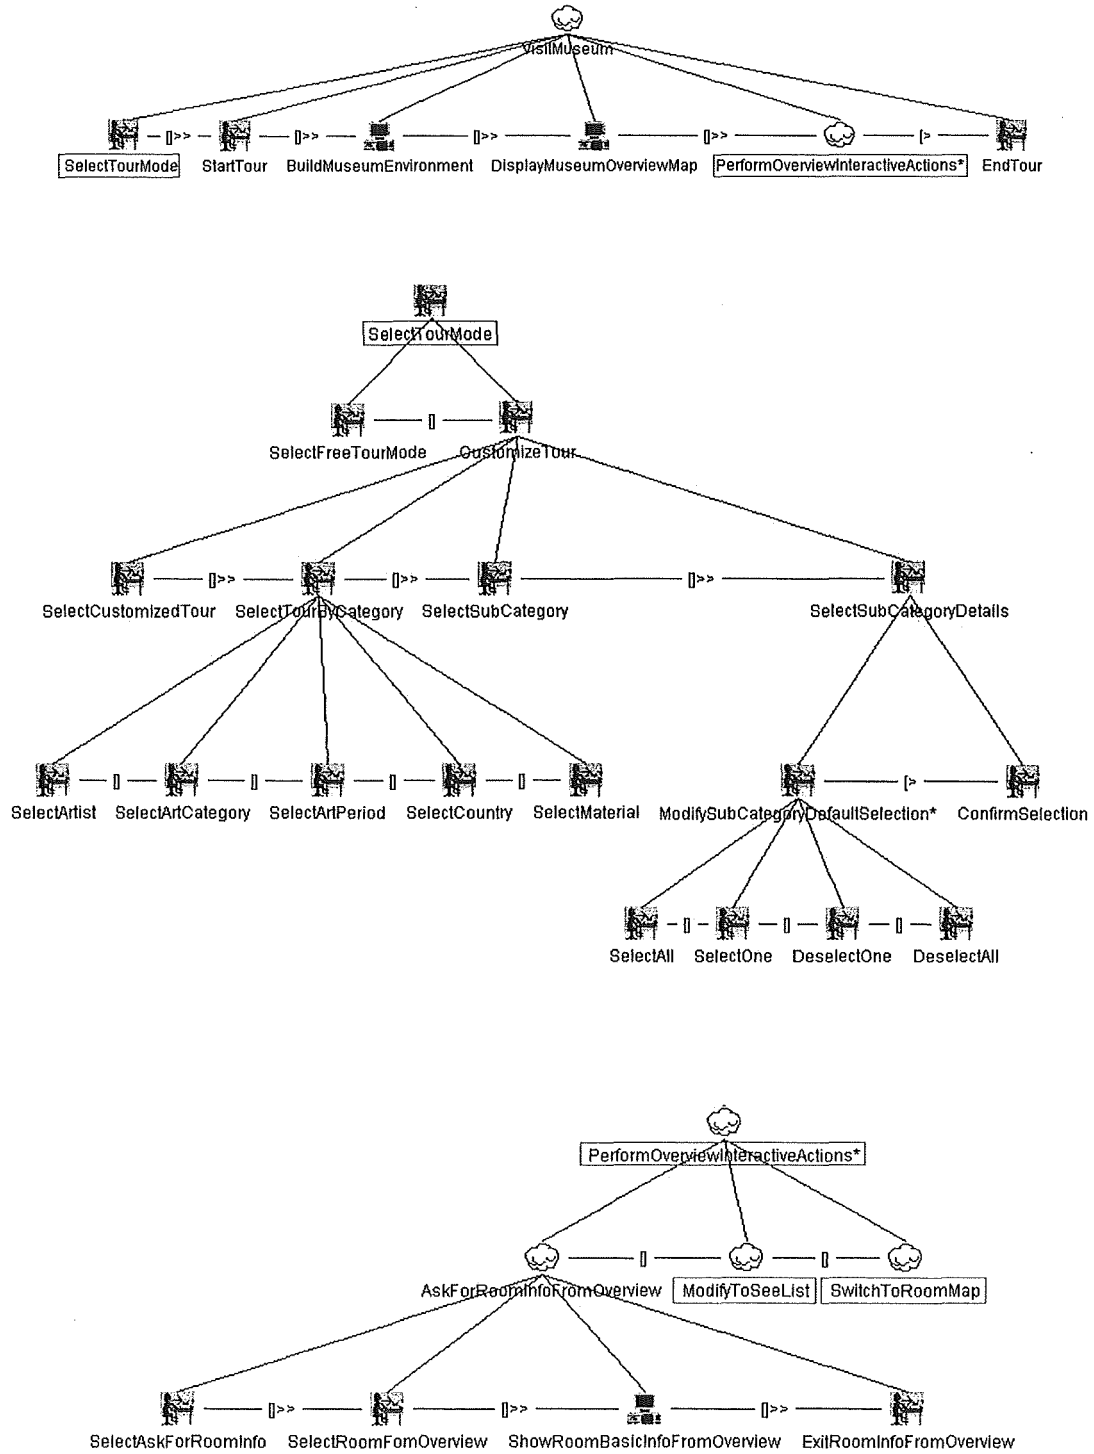 VisitMuseum
[]>> []>> []>> []>> [>
SelectTourMode StartTour BuildMuseumEnvironment DisplayMuseumOverviewMap PerformOverviewInteractiveActions* EndTour
SelectTourMode
[]
SelectFreeTourMode CustomizeTour
[]>> []>> []>>
SelectCustomizedTour SelectTourByCategory SelectSubCategory SelectSubCategoryDetails
[] [] [] [] [>
SelectArtist SelectArtCategory SelectArtPeriod SelectCountry SelectMaterial ModifySubCategoryDefaultSelection* ConfirmSelection
[] [] []
SelectAll SelectOne DeselectOne DeselectAll
PerformOverviewInteractiveActions*
[] []
AskForRoomInfoFromOverview ModifyToSeeList SwitchToRoomMap
[]>> []>> []>>
SelectAskForRoomInfo SelectRoomFomOverview ShowRoomBasicInfoFromOverview ExitRoomInfoFromOverview